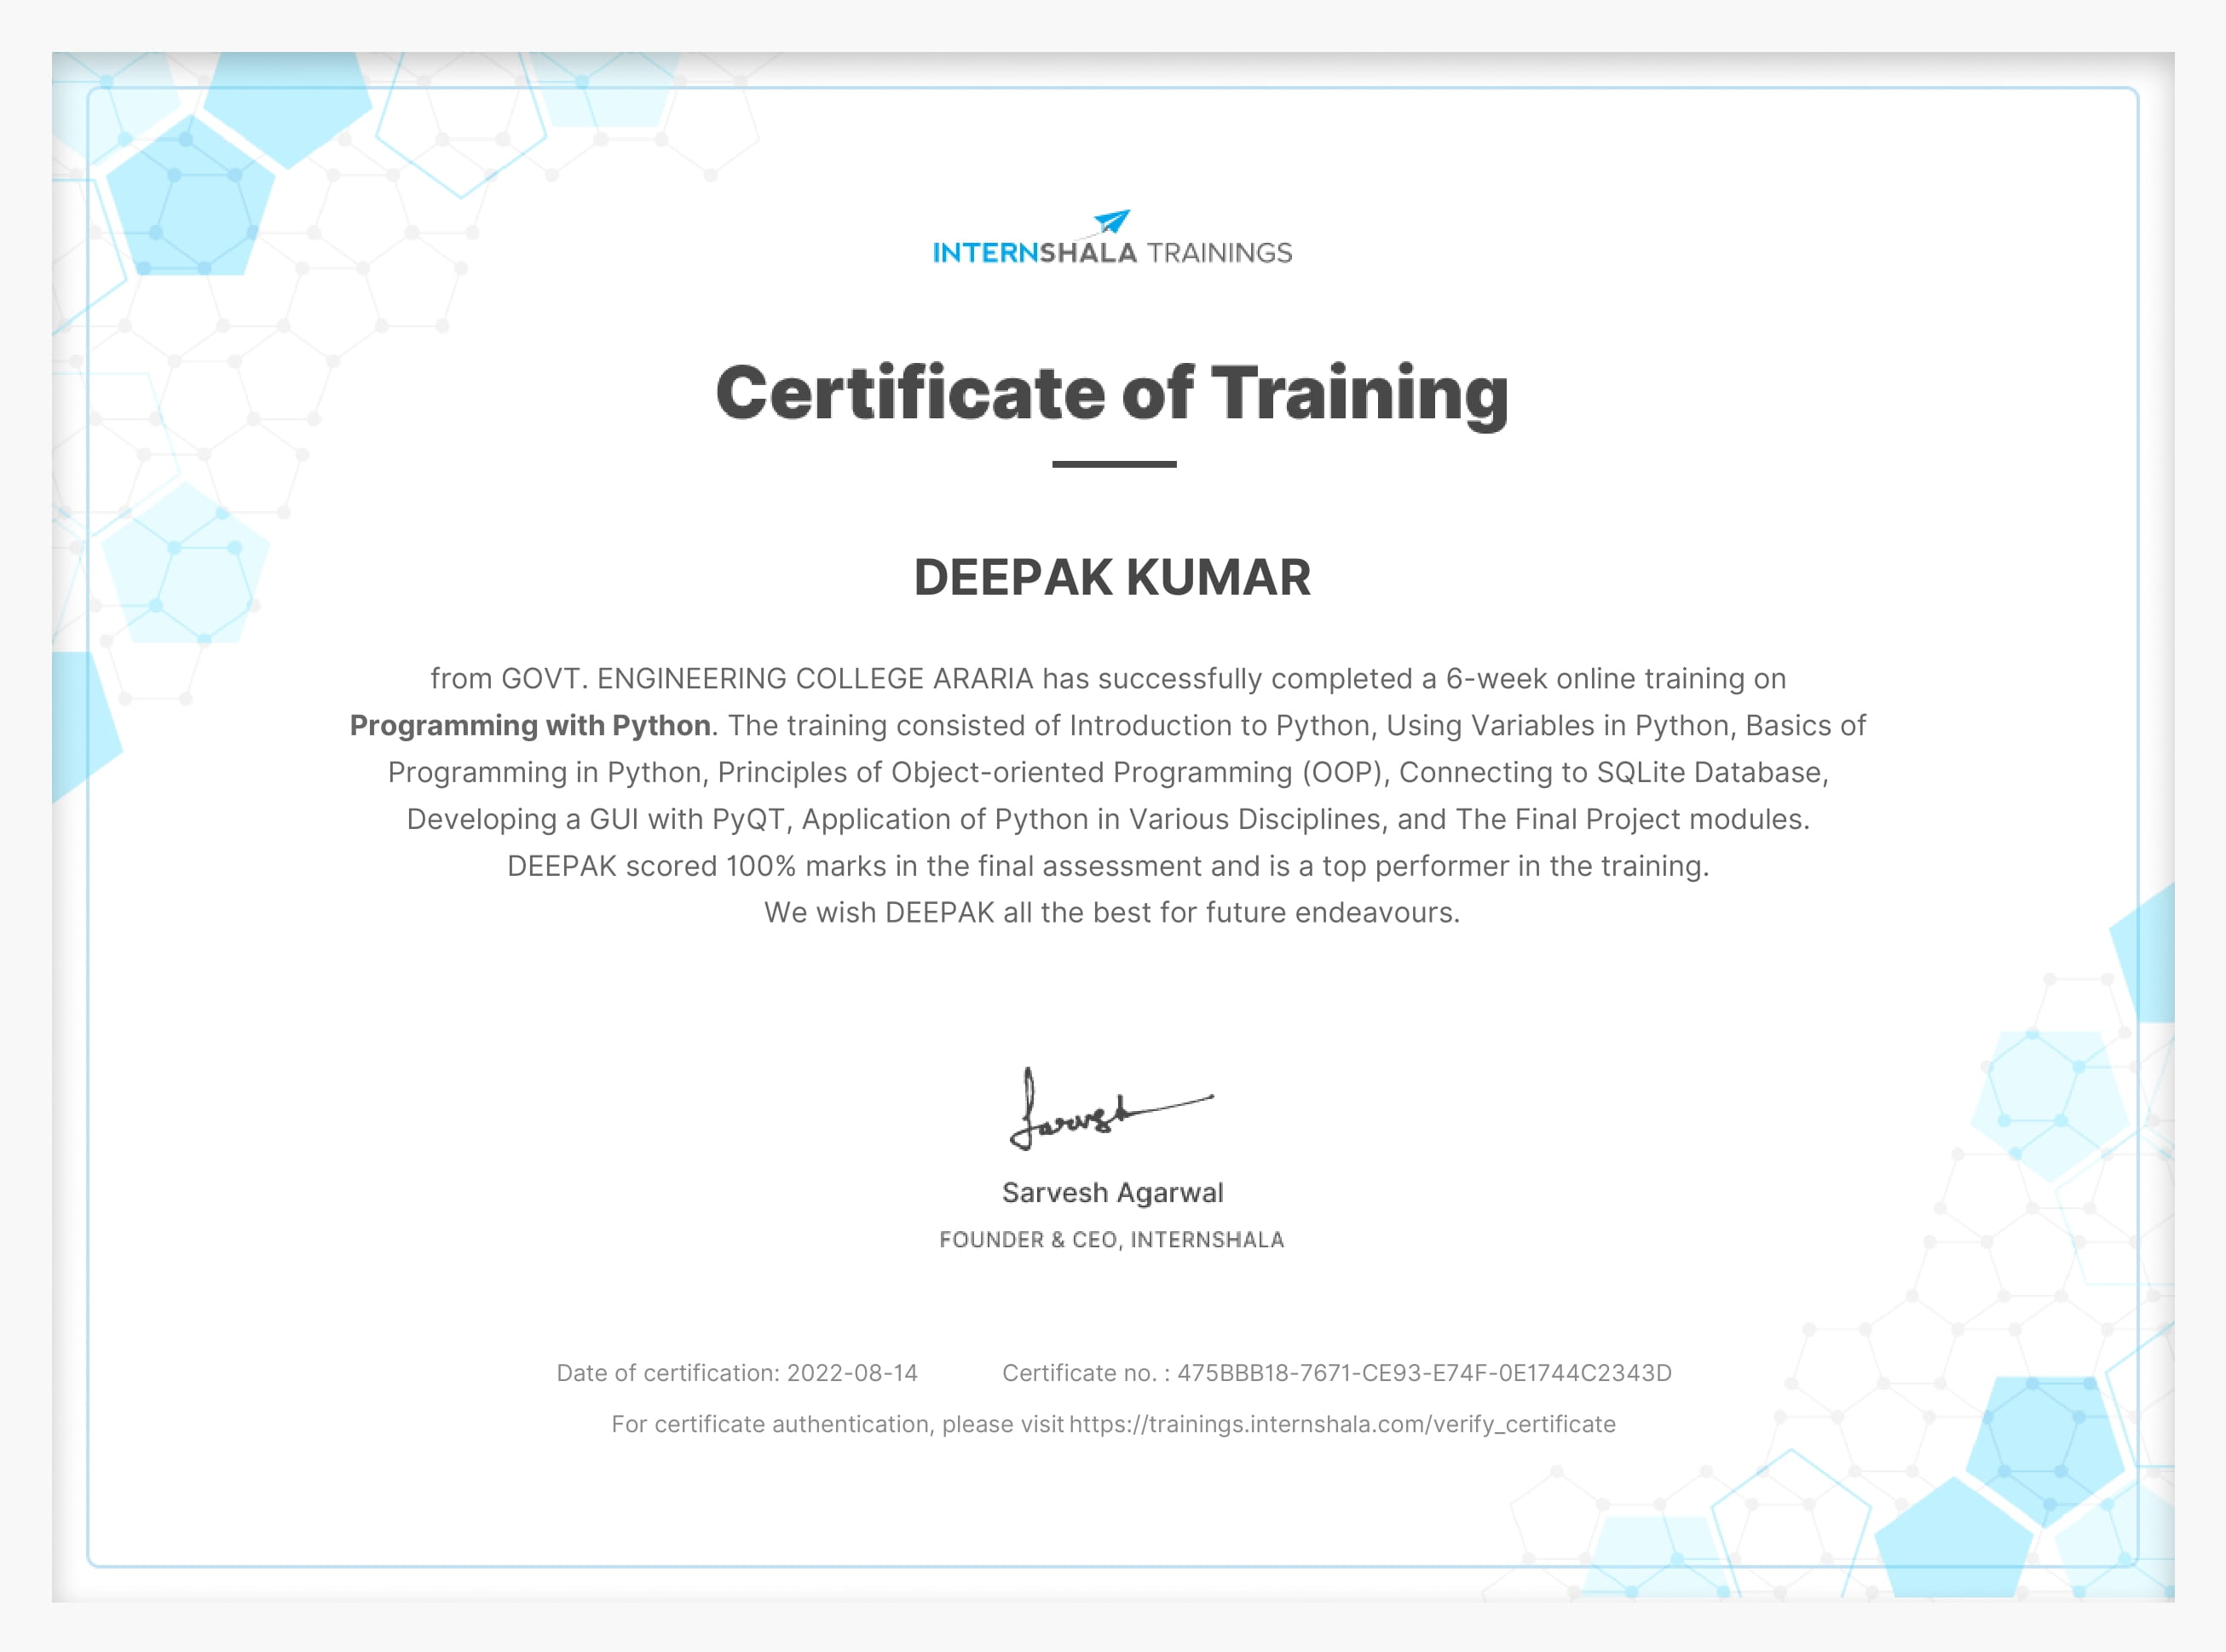 INTERNSHALA TRAININGS
Certificate of Training
DEEPAK KUMAR
from GOVT. ENGINEERING COLLEGE ARARIA has successfully completed a 6-week online training on
Programming with Python. The training consisted of Introduction to Python, Using Variables in Python, Basics of
Programming in Python, Principles of Object-oriented Programming (OOP), Connecting to SQLite Database,
Developing a GUI with PyQT, Application of Python in Various Disciplines, and The Final Project modules.
DEEPAK scored 100% marks in the final assessment and is a top performer in the training.
We wish DEEPAK all the best for future endeavours.
Sarvesh
Sarvesh Agarwal
FOUNDER & CEO, INTERNSHALA
Date of certification: 2022-08-14 Certificate no. : 475BBB18-7671-CE93-E74F-0E1744C2343D
For certificate authentication, please visit https://trainings.internshala.com/verify_certificate